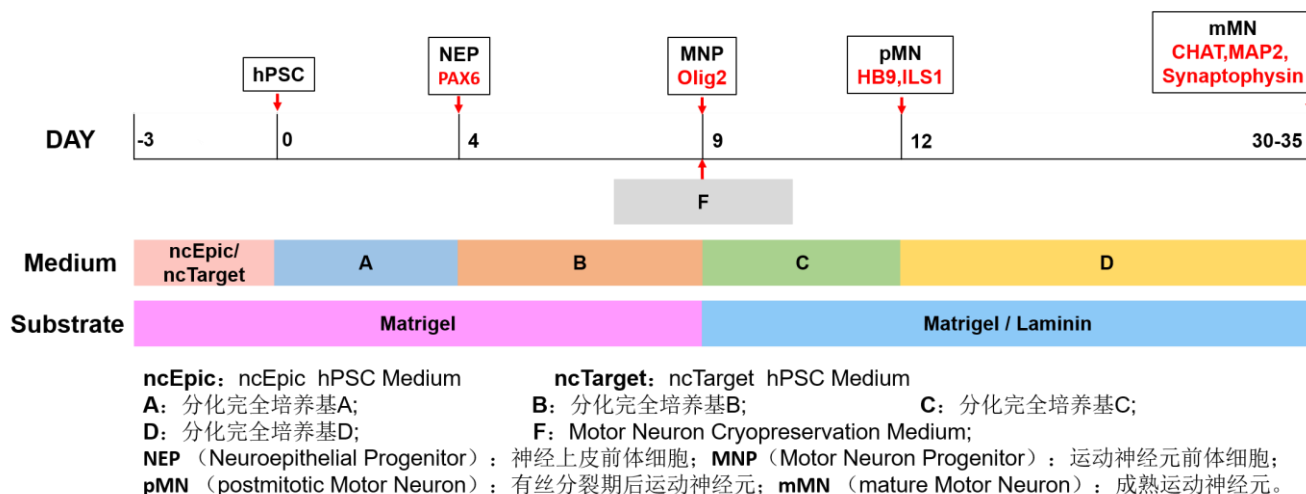 hPSC
NEP
PAX6
MNP
Olig2
pMN
HB9,ILS1
mMN
CHAT,MAP2,
Synaptophysin
DAY
-3
0
4
9
12
30-35
F
Medium
ncEpic/
ncTarget
A
B
C
D
Substrate
Matrigel
Matrigel / Laminin
ncEpic：ncEpic hPSC Medium ncTarget：ncTarget hPSC Medium
A：分化完全培养基A; B：分化完全培养基B; C：分化完全培养基C;
D：分化完全培养基D; F：Motor Neuron Cryopreservation Medium;
NEP （Neuroepithelial Progenitor）：神经上皮前体细胞；MNP（Motor Neuron Progenitor）：运动神经元前体细胞；
pMN （postmitotic Motor Neuron）：有丝分裂期后运动神经元；mMN （mature Motor Neuron）：成熟运动神经元。